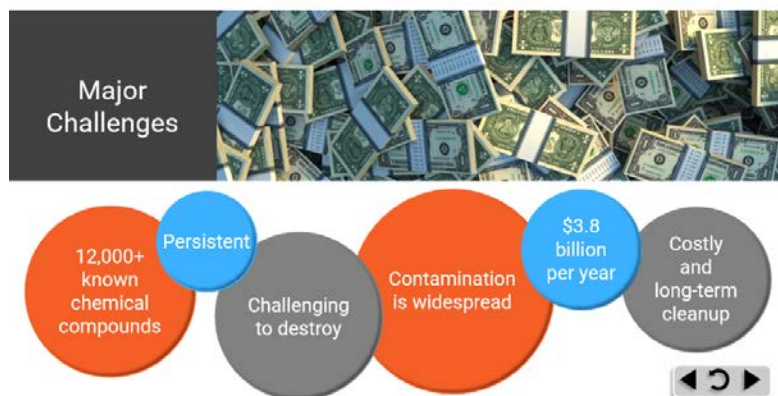 Major
Challenges
12,000+
known
chemical
compounds
Persistent
Challenging
to destroy
Contamination
is widespread
$3.8
billion
per year
Costly
and
long-term
cleanup